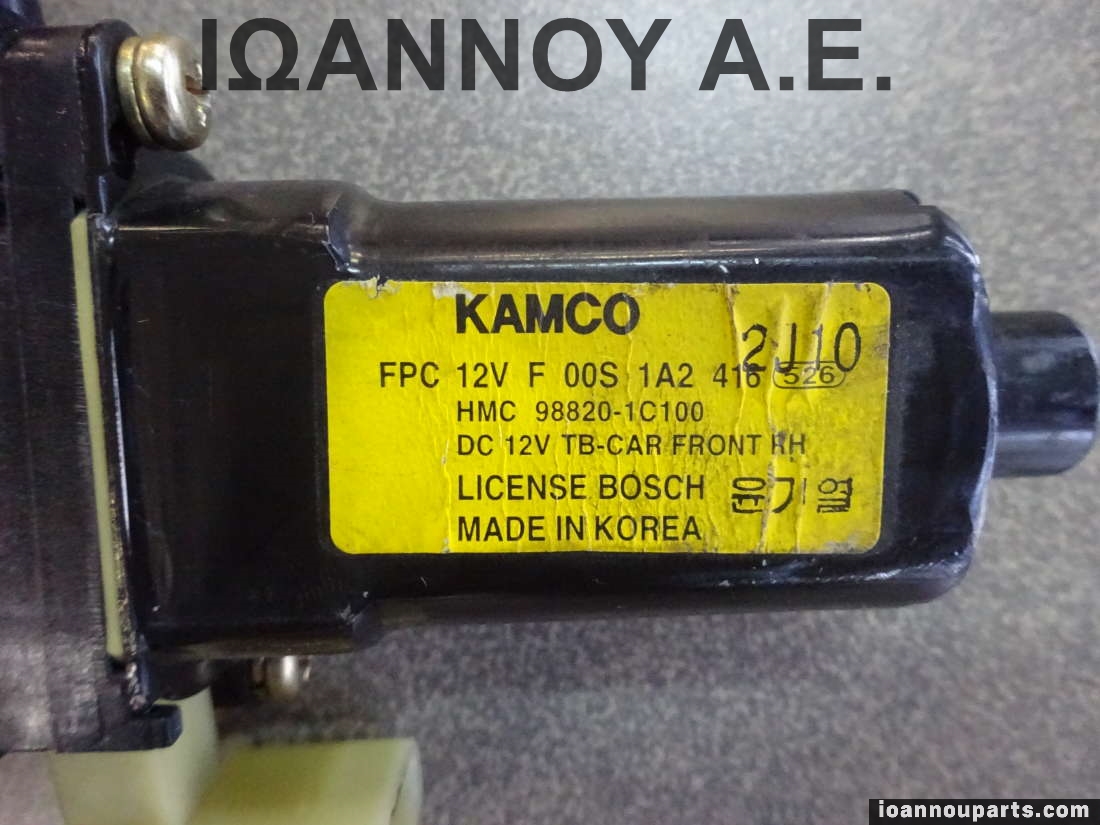 ΙΩΑΝΝΟΥ Α.Ε.
KAMCO
2J10
FPC 12V F 00S 1A2 416 526
HMC 98820-1C100
DC 12V TB-CAR FRONT RH
LICENSE BOSCH
MADE IN KOREA
ioannouparts.com